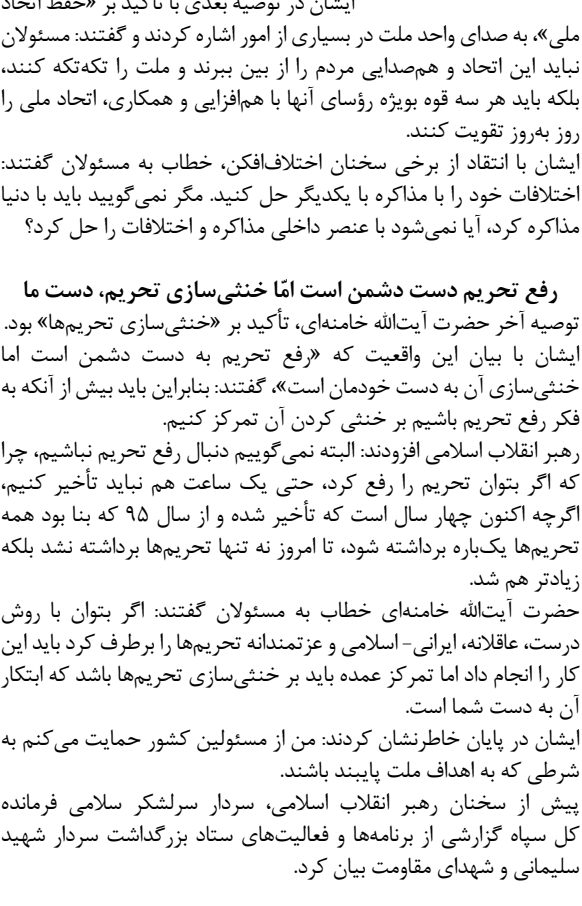 ایشان در توصیه بعدی با تأکید بر «حفظ اتحاد
ملی»، به صدای واحد ملت در بسیاری از امور اشاره کردند و گفتند: مسئولان
نباید این اتحاد و هم‌صدایی مردم را از بین ببرند و ملت را تکه‌تکه کنند،
بلکه باید هر سه قوه بویژه رؤسای آنها با هم‌افزایی و همکاری، اتحاد ملی را
روز به‌روز تقویت کنند.
ایشان با انتقاد از برخی سخنان اختلاف‌افکن، خطاب به مسئولان گفتند:
اختلافات خود را با مذاکره با یکدیگر حل کنید. مگر نمی‌گویید باید با دنیا
مذاکره کرد، آیا نمی‌شود با عنصر داخلی مذاکره و اختلافات را حل کرد؟
رفع تحریم دست دشمن است امّا خنثی‌سازی تحریم، دست ما
توصیه آخر حضرت آیت‌الله خامنه‌ای، تأکید بر «خنثی‌سازی تحریم‌ها» بود.
ایشان با بیان این واقعیت که «رفع تحریم به دست دشمن است اما
خنثی‌سازی آن به دست خودمان است»، گفتند: بنابراین باید بیش از آنکه به
فکر رفع تحریم باشیم بر خنثی کردن آن تمرکز کنیم.
رهبر انقلاب اسلامی افزودند: البته نمی‌گوییم دنبال رفع تحریم نباشیم، چرا
که اگر بتوان تحریم را رفع کرد، حتی یک ساعت هم نباید تأخیر کنیم،
اگرچه اکنون چهار سال است که تأخیر شده و از سال ۹۵ که بنا بود همه
تحریم‌ها یک‌باره برداشته شود، تا امروز نه تنها تحریم‌ها برداشته نشد بلکه
زیادتر هم شد.
حضرت آیت‌الله خامنه‌ای خطاب به مسئولان گفتند: اگر بتوان با روش
درست، عاقلانه، ایرانی- اسلامی و عزتمندانه تحریم‌ها را برطرف کرد باید این
کار را انجام داد اما تمرکز عمده باید بر خنثی‌سازی تحریم‌ها باشد که ابتکار
آن به دست شما است.
ایشان در پایان خاطرنشان کردند: من از مسئولین کشور حمایت می‌کنم به
شرطی که به اهداف ملت پایبند باشند.
پیش از سخنان رهبر انقلاب اسلامی، سردار سرلشکر سلامی فرمانده
کل سپاه گزارشی از برنامه‌ها و فعالیت‌های ستاد بزرگداشت سردار شهید
سلیمانی و شهدای مقاومت بیان کرد.